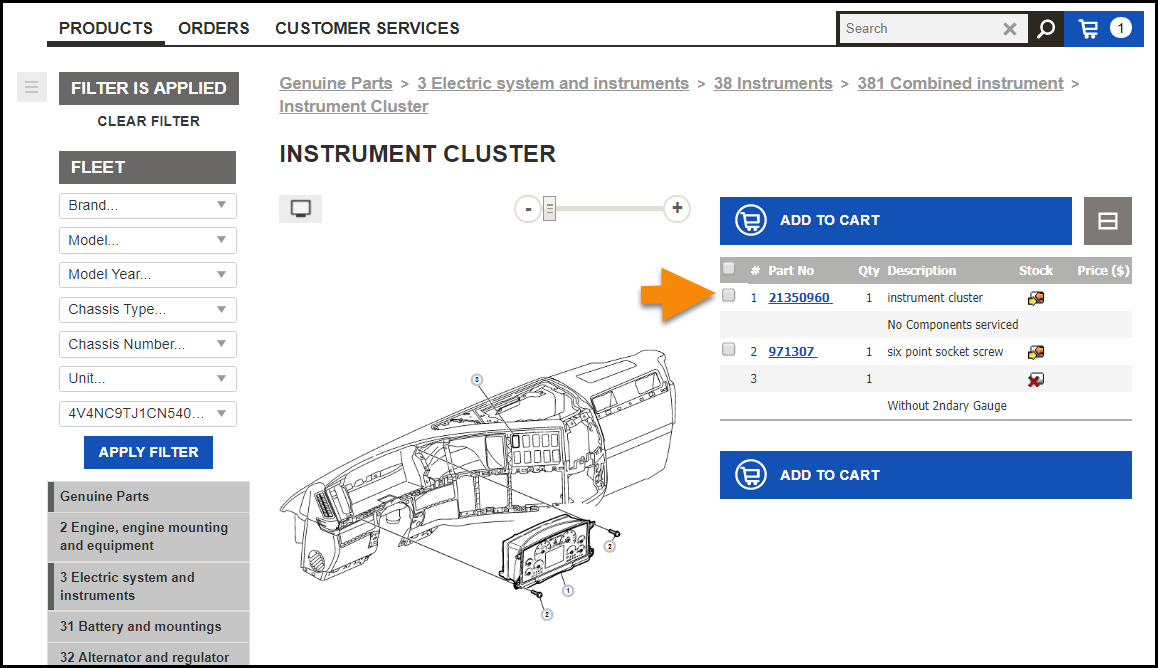 PRODUCTS ORDERS CUSTOMER SERVICES
Search
1
FILTER IS APPLIED
CLEAR FILTER
FLEET
Brand...
Model...
Model Year...
Chassis Type...
Chassis Number...
Unit...
4V4NC9TJ1CN540...
APPLY FILTER
Genuine Parts
2 Engine, engine mounting
and equipment
3 Electric system and
instruments
31 Battery and mountings
32 Alternator and regulator
Genuine Parts > 3 Electric system and instruments > 38 Instruments > 381 Combined instrument >
Instrument Cluster
INSTRUMENT CLUSTER
- +
3
2
1
2
ADD TO CART
# Part No Qty Description Stock Price ($)
1 21350960 1 instrument cluster
No Components serviced
2 971307 1 six point socket screw
3 1
Without 2ndary Gauge
ADD TO CART